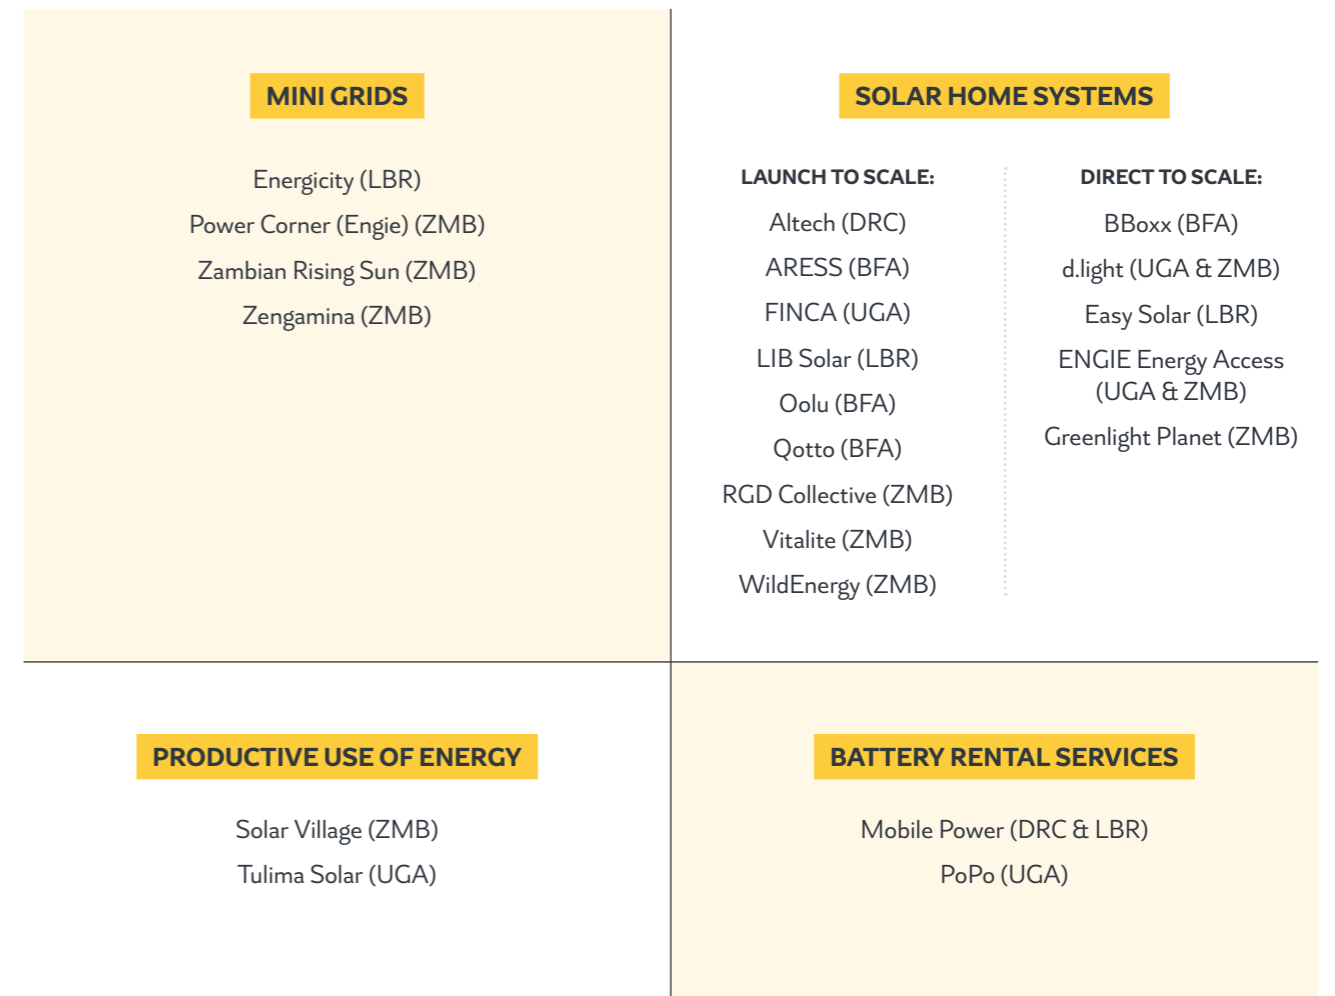 MINI GRIDS
Energicity (LBR)
Power Corner (Engie) (ZMB)
Zambian Rising Sun (ZMB)
Zengamina (ZMB)
SOLAR HOME SYSTEMS
LAUNCH TO SCALE:
Altech (DRC)
ARESS (BFA)
FINCA (UGA)
LIB Solar (LBR)
Oolu (BFA)
Qotto (BFA)
RGD Collective (ZMB)
Vitalite (ZMB)
WildEnergy (ZMB)
DIRECT TO SCALE:
BBoxx (BFA)
d.light (UGA & ZMB)
Easy Solar (LBR)
ENGIE Energy Access
(UGA & ZMB)
Greenlight Planet (ZMB)
PRODUCTIVE USE OF ENERGY
Solar Village (ZMB)
Tulima Solar (UGA)
BATTERY RENTAL SERVICES
Mobile Power (DRC & LBR)
PoPo (UGA)